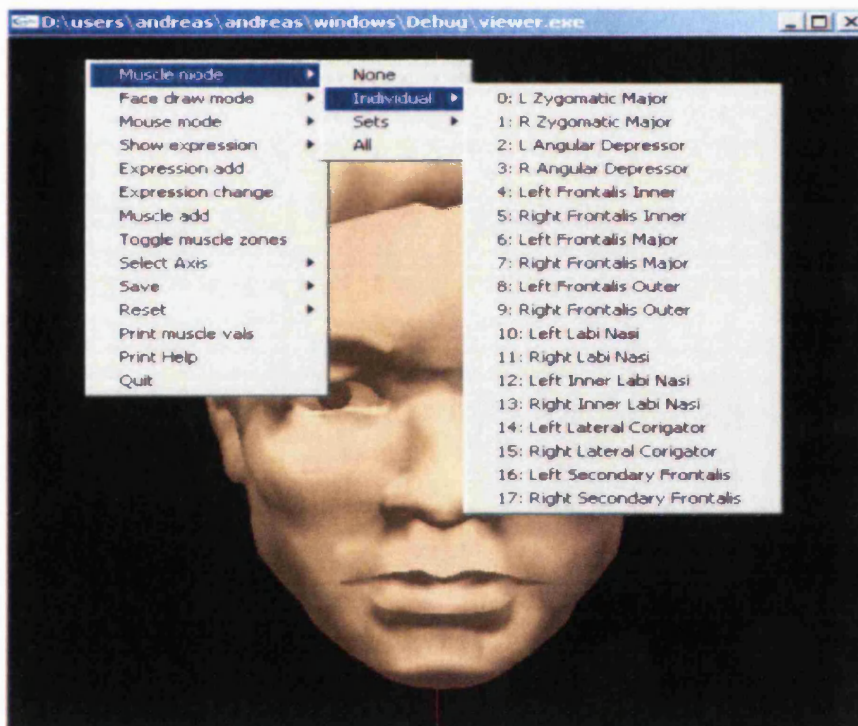 D:\users\andreas\andreas\windows\Debug\viewer.exe
Muscle mode
Face draw mode
Mouse mode
Show expression
Expression add
Expression change
Muscle add
Toggle muscle zones
Select Axis
Save
Reset
Print muscle vals
Print Help
Quit
None
Individual
Sets
All
0: L Zygomatic Major
1: R Zygomatic Major
2: L Angular Depressor
3: R Angular Depressor
4: Left Frontalis Inner
5: Right Frontalis Inner
6: Left Frontalis Major
7: Right Frontalis Major
8: Left Frontalis Outer
9: Right Frontalis Outer
10: Left Labi Nasi
11: Right Labi Nasi
12: Left Inner Labi Nasi
13: Right Inner Labi Nasi
14: Left Lateral Corigator
15: Right Lateral Corigator
16: Left Secondary Frontalis
17: Right Secondary Frontalis